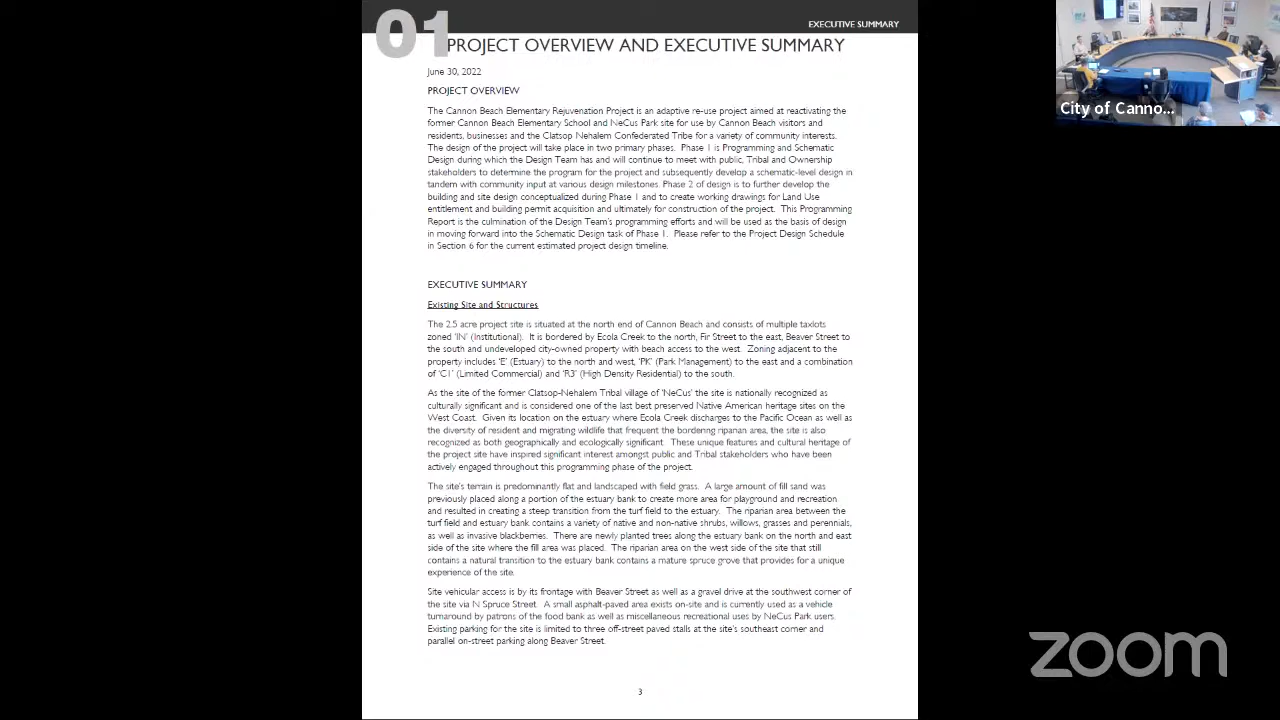 01
EXECUTIVE SUMMARY
PROJECT OVERVIEW AND EXECUTIVE SUMMARY
June 30, 2022
PROJECT OVERVIEW
The Cannon Beach Elementary Rejuvenation Project is an adaptive re-use project aimed at reactivating the
former Cannon Beach Elementary School and NeCus Park site for use by Cannon Beach visitors and
residents, businesses and the Clatsop Nehalem Confederated Tribe for a variety of community interests.
The design of the project will take place in two primary phases. Phase 1 is Programming and Schematic
Design during which the Design Team has and will continue to meet with public, Tribal and Ownership
stakeholders to determine the program for the project and subsequently develop a schematic-level design in
tandem with community input at various design milestones. Phase 2 of design is to further develop the
building and site design conceptualized during Phase 1 and to create working drawings for Land Use
entitlement and building permit acquisition and ultimately for construction of the project. This Programming
Report is the culmination of the Design Team's programming efforts and will be used as the basis of design
in moving forward into the Schematic Design task of Phase 1. Please refer to the Project Design Schedule
in Section 6 for the current estimated project design timeline.
EXECUTIVE SUMMARY
Existing Site and Structures
The 2.5 acre project site is situated at the north end of Cannon Beach and consists of multiple taxlots
zoned 'IN' (Institutional). It is bordered by Ecola Creek to the north, Fir Street to the east, Beaver Street to
the south and undeveloped city-owned property with beach access to the west. Zoning adjacent to the
property includes 'E' (Estuary) to the north and west, 'PK' (Park Management) to the east and a combination
of 'C1' (Limited Commercial) and 'R3' (High Density Residential) to the south.
As the site of the former Clatsop-Nehalem Tribal village of 'NeCus' the site is nationally recognized as
culturally significant and is considered one of the last best preserved Native American heritage sites on the
West Coast. Given its location on the estuary where Ecola Creek discharges to the Pacific Ocean as well as
the diversity of resident and migrating wildlife that frequent the bordering riparian area, the site is also
recognized as both geographically and ecologically significant. These unique features and cultural heritage of
the project site have inspired significant interest amongst public and Tribal stakeholders who have been
actively engaged throughout this programming phase of the project.
The site's terrain is predominantly flat and landscaped with field grass. A large amount of fill sand was
previously placed along a portion of the estuary bank to create more area for playground and recreation
and resulted in creating a steep transition from the turf field to the estuary. The riparian area between the
turf field and estuary bank contains a variety of native and non-native shrubs, willows, grasses and perennials,
as well as invasive blackberries. There are newly planted trees along the estuary bank on the north and east
side of the site where the fill area was placed. The riparian area on the west side of the site that still
contains a natural transition to the estuary bank contains a mature spruce grove that provides for a unique
experience of the site.
Site vehicular access is by its frontage with Beaver Street as well as a gravel drive at the southwest corner of
the site via N Spruce Street. A small asphalt-paved area exists on-site and is currently used as a vehicle
turnaround by patrons of the food bank as well as miscellaneous recreational uses by NeCus Park users.
Existing parking for the site is limited to three off-street paved stalls at the site's southeast corner and
parallel on-street parking along Beaver Street.
3
City of Canno...
zoom